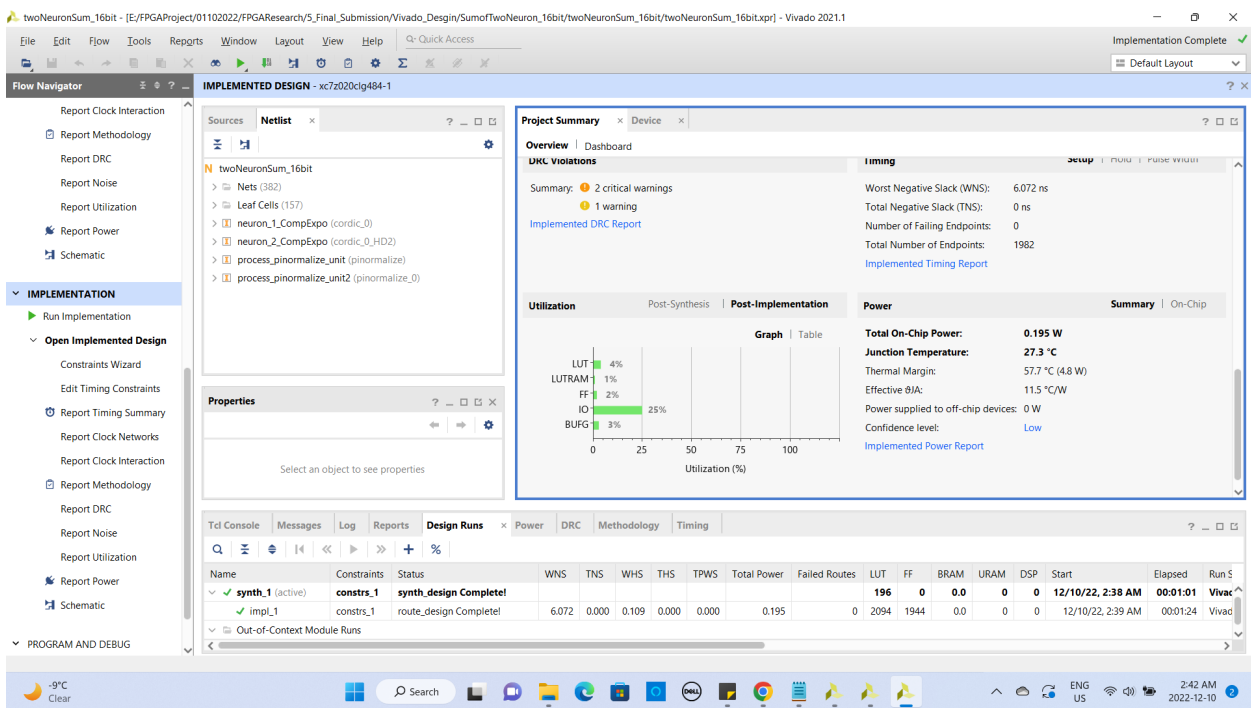 twoNeuronSum_16bit - [E:/FPGAProject/01102022/FPGAResearch/5_Final_Submission/Vivado_Desgin/SumofTwoNeuron_16bit/twoNeuronSum_16bit/twoNeuronSum_16bit.xpr] - Vivado 2021.1
File Edit Flow Tools Reports Window Layout View Help Q- Quick Access
Implementation Complete
Default Layout
Flow Navigator
Report Clock Interaction
Report Methodology
Report DRC
Report Noise
Report Utilization
Report Power
Schematic
IMPLEMENTATION
Run Implementation
Open Implemented Design
Constraints Wizard
Edit Timing Constraints
Report Timing Summary
Report Clock Networks
Report Clock Interaction
Report Methodology
Report DRC
Report Noise
Report Utilization
Report Power
Schematic
PROGRAM AND DEBUG
IMPLEMENTED DESIGN - xc7z020clg484-1
Sources Netlist
N twoNeuronSum_16bit
Nets (382)
Leaf Cells (157)
neuron_1_CompExpo (cordic_0)
neuron_2_CompExpo (cordic_0_HD2)
process_pinormalize_unit (pinormalize)
process_pinormalize_unit2 (pinormalize_0)
Properties
Select an object to see properties
Project Summary Device
Overview Dashboard
DRC Violations
Summary: 2 critical warnings
1 warning
Implemented DRC Report
Timing Setup | Hold | Pulse Width
Worst Negative Slack (WNS): 6.072 ns
Total Negative Slack (TNS): 0 ns
Number of Failing Endpoints: 0
Total Number of Endpoints: 1982
Implemented Timing Report
Utilization Post-Synthesis | Post-Implementation
Graph | Table
LUT 4%
LUTRAM 1%
FF 2%
IO 25%
BUFG 3%
0 25 50 75 100
Utilization (%)
Power Summary | On-Chip
Total On-Chip Power: 0.195 W
Junction Temperature: 27.3 °C
Thermal Margin: 57.7 °C (4.8 W)
Effective ϑJA: 11.5 °C/W
Power supplied to off-chip devices: 0 W
Confidence level: Low
Implemented Power Report
Tcl Console Messages Log Reports Design Runs Power DRC Methodology Timing
Name Constraints Status WNS TNS WHS THS TPWS Total Power Failed Routes LUT FF BRAM URAM DSP Start Elapsed Run S
synth_1 (active) constrs_1 synth_design Complete! 196 0 0.0 0 0 12/10/22, 2:38 AM 00:01:01 Vivad
impl_1 constrs_1 route_design Complete! 6.072 0.000 0.109 0.000 0.000 0.195 0 2094 1944 0.0 0 0 12/10/22, 2:39 AM 00:01:24 Vivad
Out-of-Context Module Runs
-9°C
Clear
Search
DELL
ENG
US
2:42 AM
2022-12-10
2